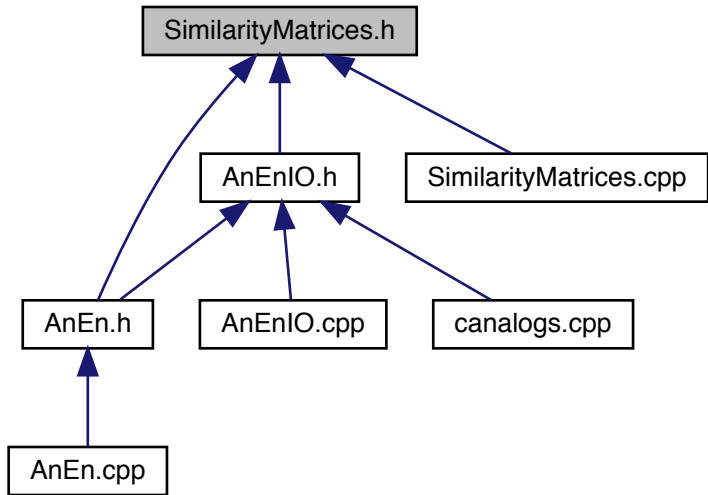 SimilarityMatrices.h
AnEnIO.h
SimilarityMatrices.cpp
AnEn.h
AnEnIO.cpp
canalogs.cpp
AnEn.cpp